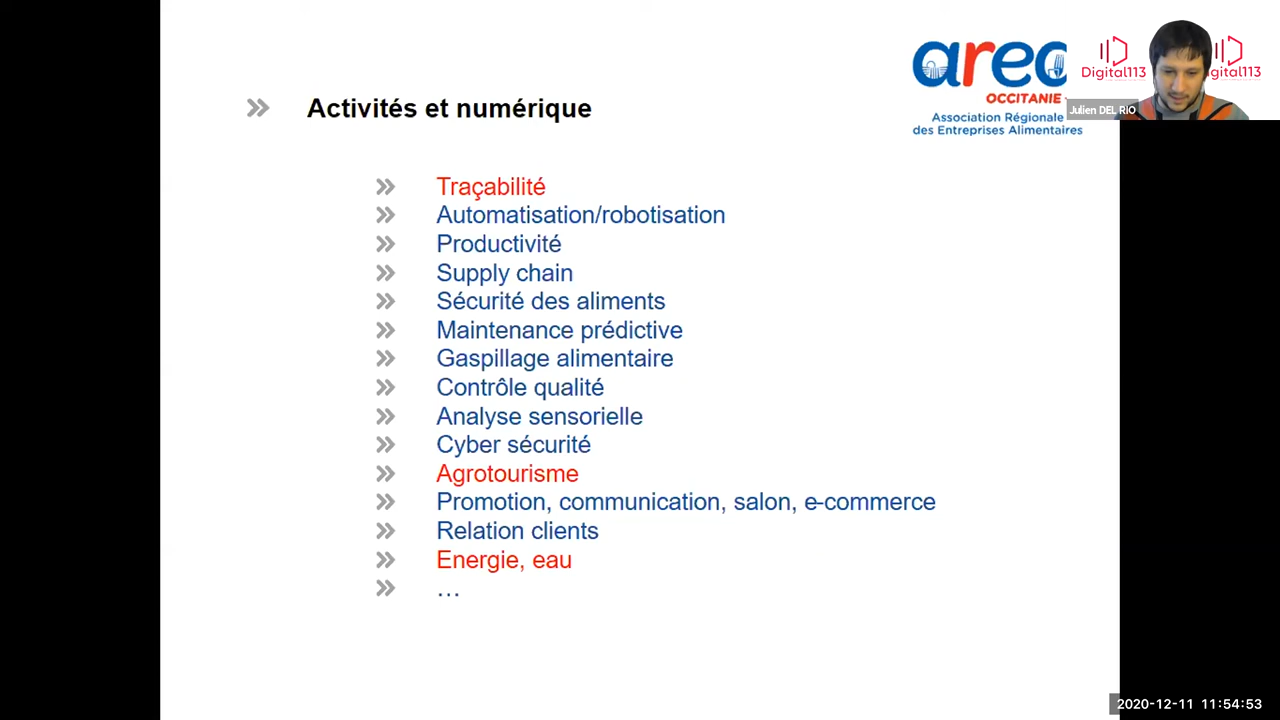 area
OCCITANIE
Association Régionale
des Entreprises Alimentaires
Digital113
igital113
Julien DEL RIO
Activités et numérique
Traçabilité
Automatisation/robotisation
Productivité
Supply chain
Sécurité des aliments
Maintenance prédictive
Gaspillage alimentaire
Contrôle qualité
Analyse sensorielle
Cyber sécurité
Agrotourisme
Promotion, communication, salon, e-commerce
Relation clients
Energie, eau
…
2020-12-11 11:54:53